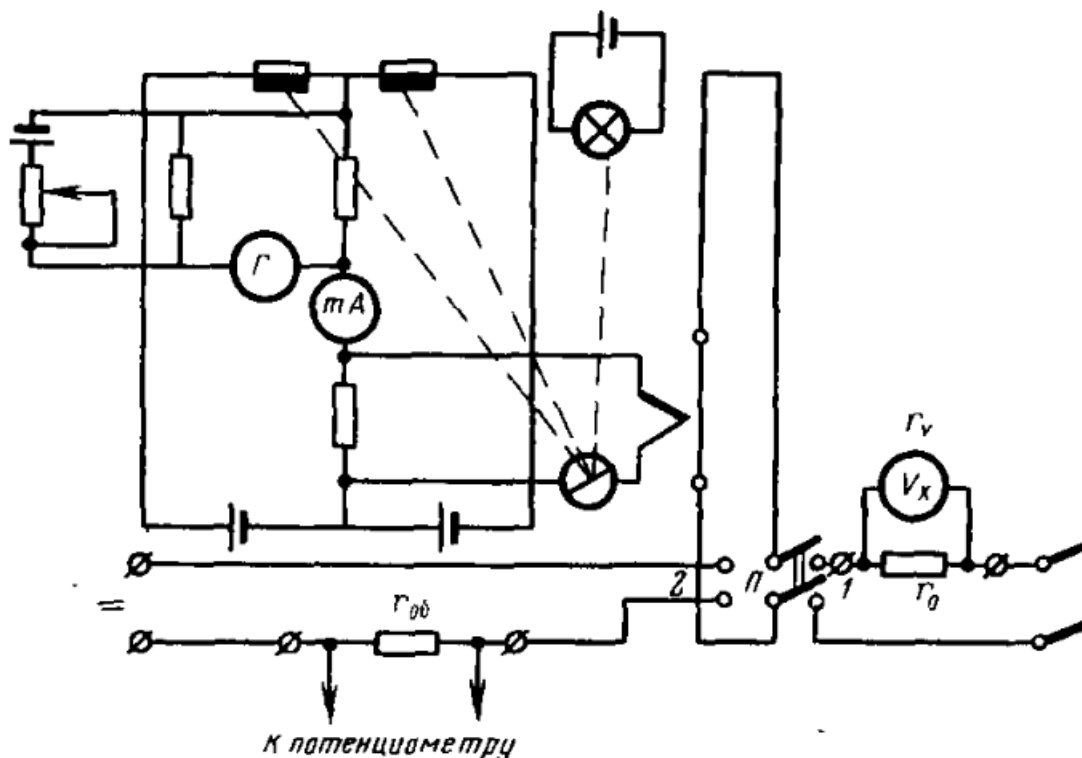 Г
mA
r_v
V_x
2
П
1
r_0
=
r_об
К потенциометру